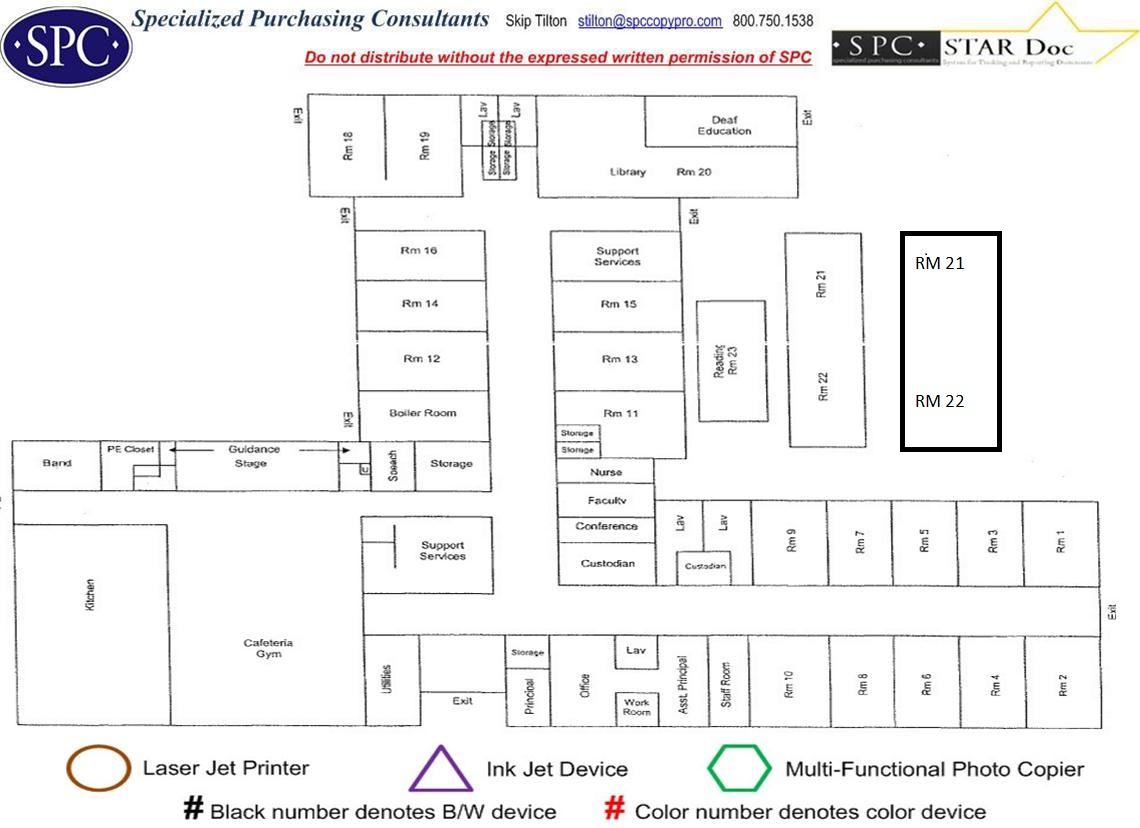 SPC
Specialized Purchasing Consultants Skip Tilton stilton@spccopypro.com 800.750.1538
Do not distribute without the expressed written permission of SPC
• S P C • STAR Doc
specialized purchasing consultants System for Tracking and Reporting Documents
Exit
Rm 18
Rm 19
Lav
Lav
Storage
Storage
Storage
Storage
Deaf
Education
Library Rm 20
Exit
Exit
Exit
Rm 16
Support
Services
Rm 14
Rm 15
Rm 12
Rm 13
Boiler Room
Rm 11
Storage
Storage
Exit
Reading
Rm 23
Rm 21
Rm 22
RM 21
RM 22
Band
PE Closet
Guidance
Stage
Speech
Storage
Nurse
Faculty
Conference
Custodian
Lav
Lav
Custodian
Rm 9
Rm 7
Rm 5
Rm 3
Rm 1
Support
Services
Kitchen
Cafeteria
Gym
Exit
Utilities
Exit
Storage
Principal
Office
Lav
Work
Room
Asst. Principal
Staff Room
Rm 10
Rm 8
Rm 6
Rm 4
Rm 2
Laser Jet Printer
Ink Jet Device
Multi-Functional Photo Copier
# Black number denotes B/W device
# Color number denotes color device